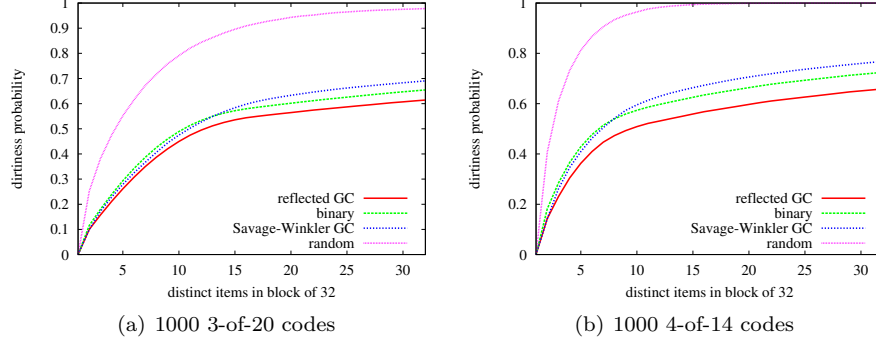 1
0.9
0.8
0.7
0.6
0.5
0.4
0.3
0.2
0.1
0
dirtiness probability
5 10 15 20 25 30
distinct items in block of 32
reflected GC
binary
Savage-Winkler GC
random
(a) 1000 3-of-20 codes
1
0.8
0.6
0.4
0.2
0
dirtiness probability
5 10 15 20 25 30
distinct items in block of 32
reflected GC
binary
Savage-Winkler GC
random
(b) 1000 4-of-14 codes